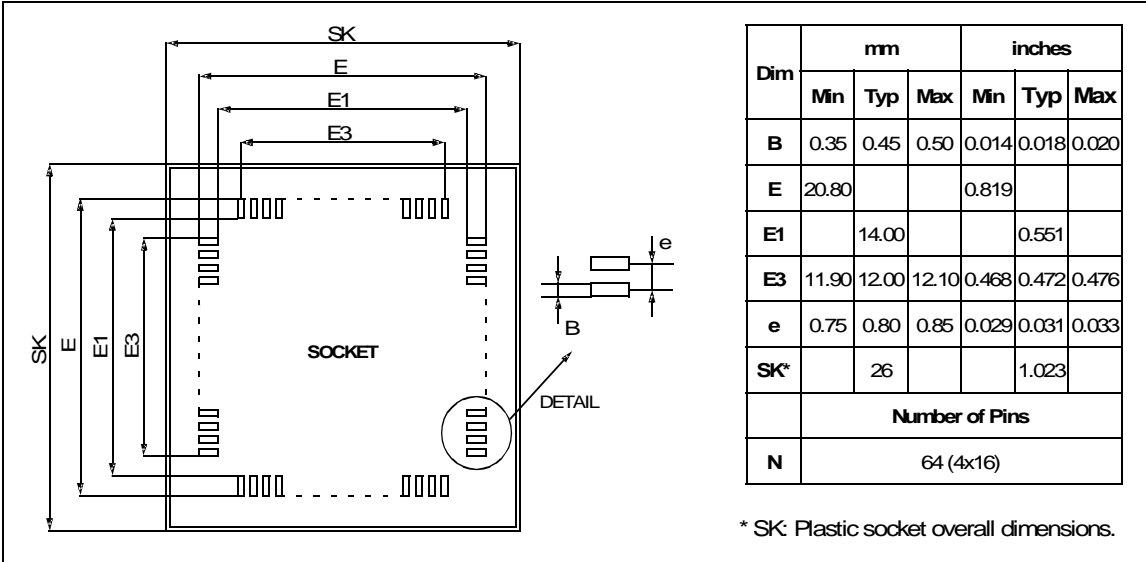 SK
E
E1
E3
SK
E
E1
E3
SOCKET
e
B
DETAIL
Dim mm inches
Min Typ Max Min Typ Max
B 0.35 0.45 0.50 0.014 0.018 0.020
E 20.80 0.819
E1 14.00 0.551
E3 11.90 12.00 12.10 0.468 0.472 0.476
e 0.75 0.80 0.85 0.029 0.031 0.033
SK* 26 1.023
Number of Pins
N 64 (4x16)
* SK: Plastic socket overall dimensions.